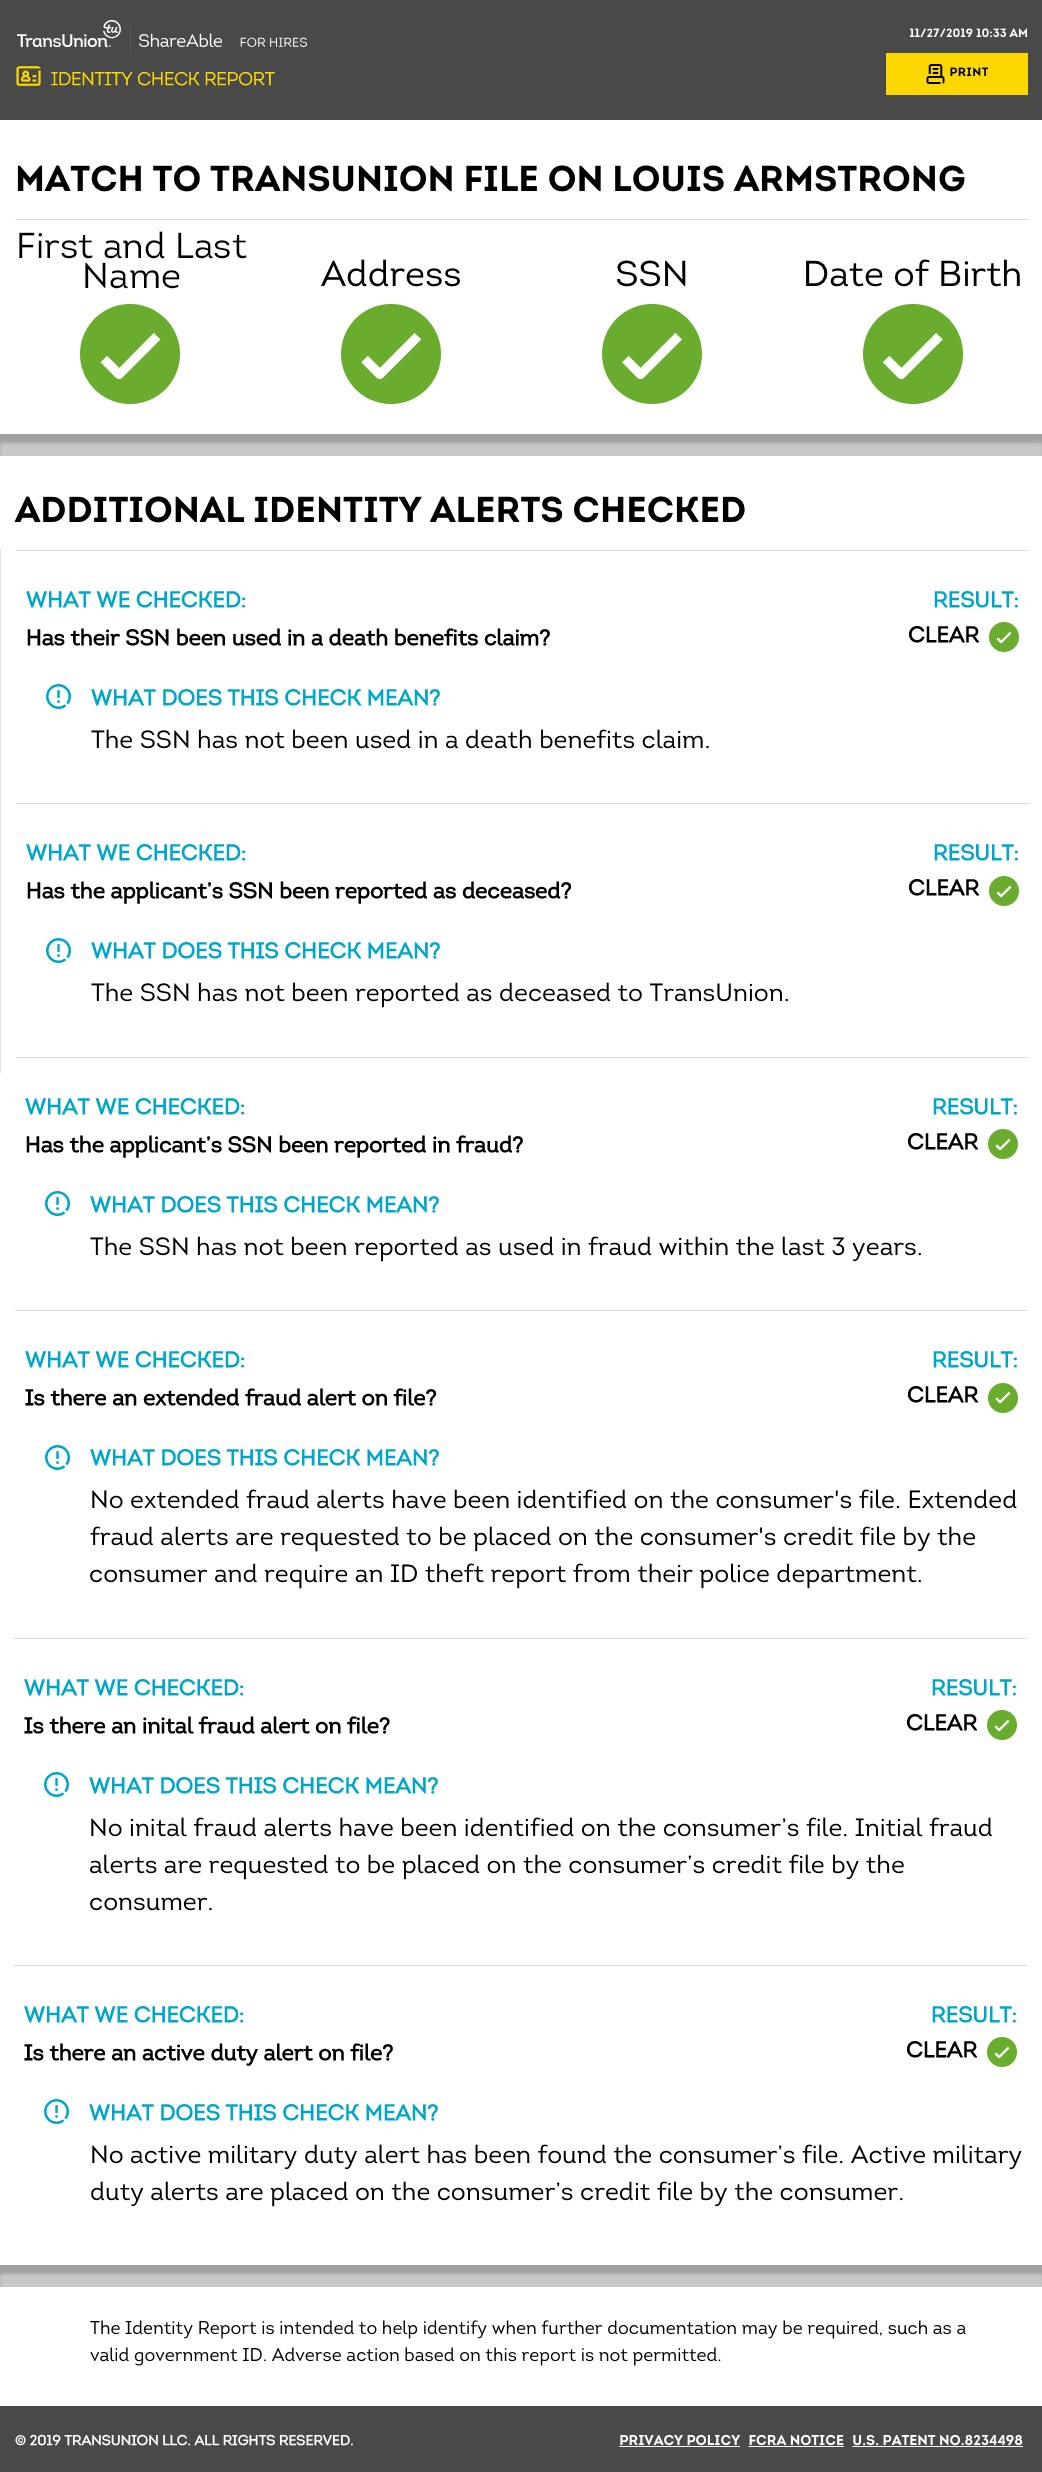 TransUnion tu ShareAble FOR HIRES
11/27/2019 10:33 AM
IDENTITY CHECK REPORT
PRINT
MATCH TO TRANSUNION FILE ON LOUIS ARMSTRONG
First and Last
Name
Address
SSN
Date of Birth
ADDITIONAL IDENTITY ALERTS CHECKED
WHAT WE CHECKED:
RESULT:
Has their SSN been used in a death benefits claim?
CLEAR
WHAT DOES THIS CHECK MEAN?
The SSN has not been used in a death benefits claim.
WHAT WE CHECKED:
RESULT:
Has the applicant's SSN been reported as deceased?
CLEAR
WHAT DOES THIS CHECK MEAN?
The SSN has not been reported as deceased to TransUnion.
WHAT WE CHECKED:
RESULT:
Has the applicant's SSN been reported in fraud?
CLEAR
WHAT DOES THIS CHECK MEAN?
The SSN has not been reported as used in fraud within the last 3 years.
WHAT WE CHECKED:
RESULT:
Is there an extended fraud alert on file?
CLEAR
WHAT DOES THIS CHECK MEAN?
No extended fraud alerts have been identified on the consumer's file. Extended
fraud alerts are requested to be placed on the consumer's credit file by the
consumer and require an ID theft report from their police department.
WHAT WE CHECKED:
RESULT:
Is there an inital fraud alert on file?
CLEAR
WHAT DOES THIS CHECK MEAN?
No inital fraud alerts have been identified on the consumer's file. Initial fraud
alerts are requested to be placed on the consumer's credit file by the
consumer.
WHAT WE CHECKED:
RESULT:
Is there an active duty alert on file?
CLEAR
WHAT DOES THIS CHECK MEAN?
No active military duty alert has been found the consumer's file. Active military
duty alerts are placed on the consumer's credit file by the consumer.
The Identity Report is intended to help identify when further documentation may be required, such as a
valid government ID. Adverse action based on this report is not permitted.
© 2019 TRANSUNION LLC. ALL RIGHTS RESERVED.
PRIVACY POLICY FCRA NOTICE U.S. PATENT NO.8234498